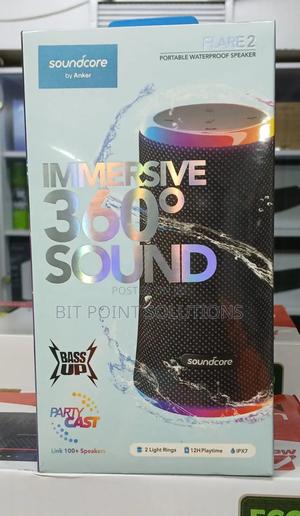 soundcore
by Anker
FLARE 2
PORTABLE WATERPROOF SPEAKER
IMMERSIVE
360°
SOUND
BIT POINT SOLUTIONS
soundcore
BASS
UP
PARTY
CAST
Link 100+ Speakers
2 Light Rings
12H Playtime
IPX7